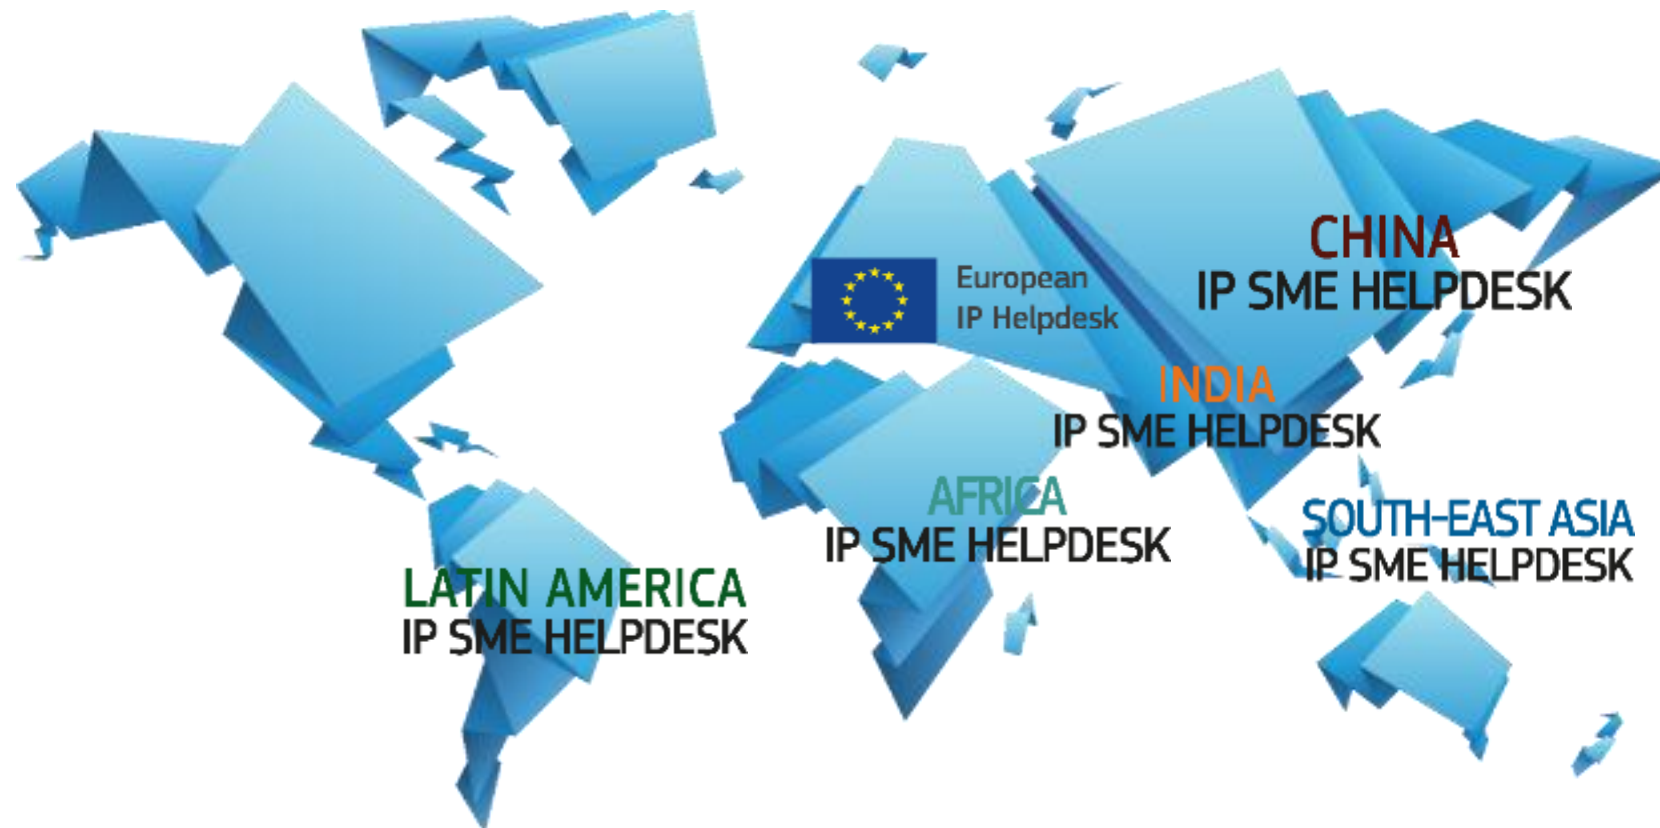 CHINA
IP SME HELPDESK
European
IP Helpdesk
INDIA
IP SME HELPDESK
AFRICA
IP SME HELPDESK
SOUTH-EAST ASIA
IP SME HELPDESK
LATIN AMERICA
IP SME HELPDESK